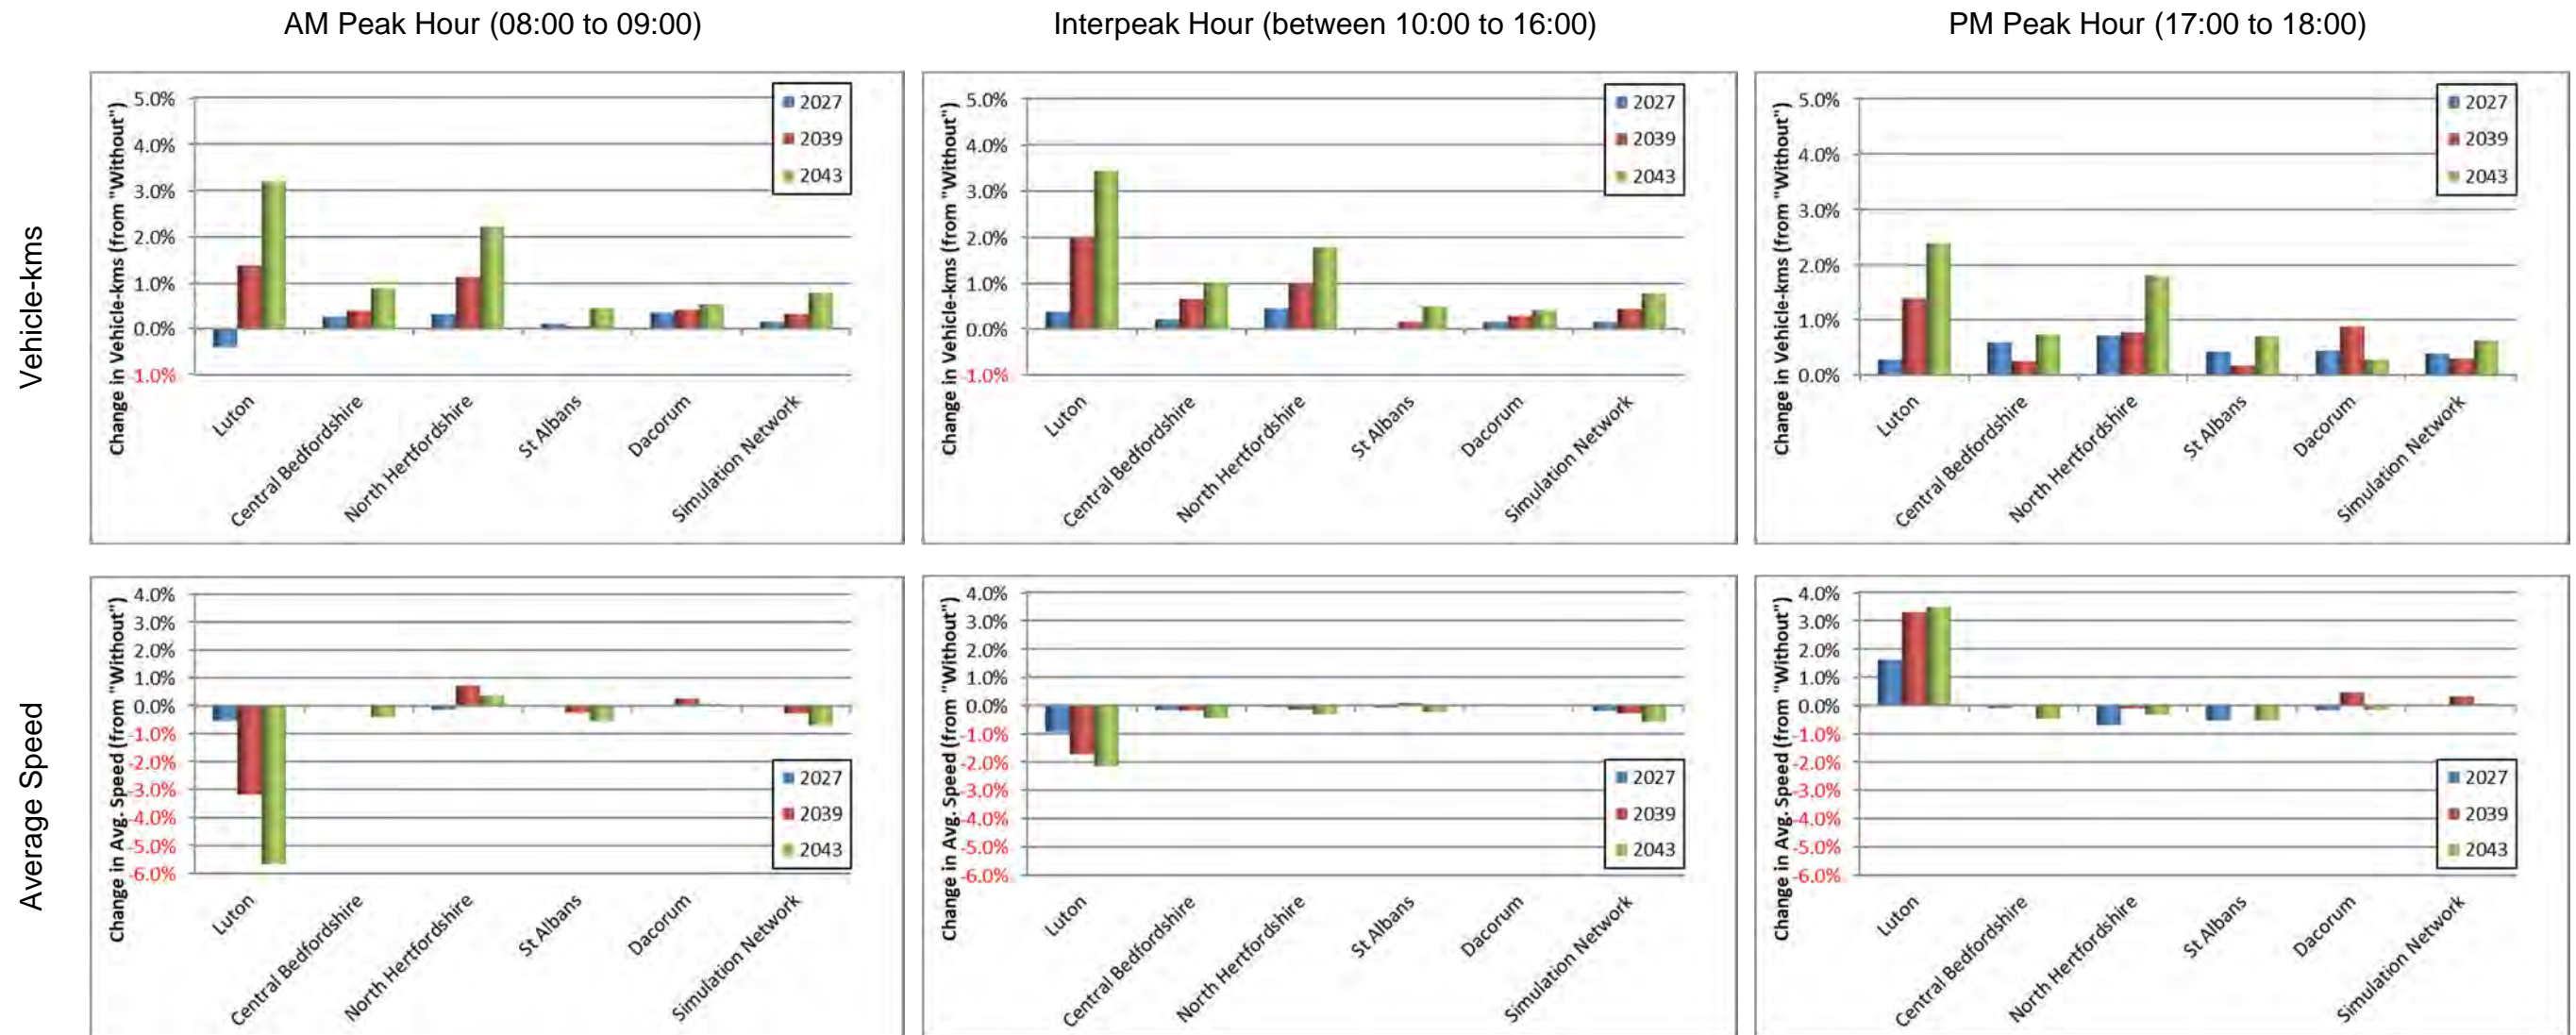 AM Peak Hour (08:00 to 09:00)
Interpeak Hour (between 10:00 to 16:00)
PM Peak Hour (17:00 to 18:00)
Vehicle-kms
Change in Vehicle-kms (from "Without")
5.0%
4.0%
3.0%
2.0%
1.0%
0.0%
-1.0%
2027
2039
2043
Luton
Central Bedfordshire
North Hertfordshire
St Albans
Dacorum
Simulation Network
Change in Vehicle-kms (from "Without")
5.0%
4.0%
3.0%
2.0%
1.0%
0.0%
-1.0%
2027
2039
2043
Luton
Central Bedfordshire
North Hertfordshire
St Albans
Dacorum
Simulation Network
Change in Vehicle-kms (from "Without")
5.0%
4.0%
3.0%
2.0%
1.0%
0.0%
2027
2039
2043
Luton
Central Bedfordshire
North Hertfordshire
St Albans
Dacorum
Simulation Network
Average Speed
Change in Avg. Speed (from "Without")
4.0%
3.0%
2.0%
1.0%
0.0%
-1.0%
-2.0%
-3.0%
-4.0%
-5.0%
-6.0%
2027
2039
2043
Luton
Central Bedfordshire
North Hertfordshire
St Albans
Dacorum
Simulation Network
Change in Avg. Speed (from "Without")
4.0%
3.0%
2.0%
1.0%
0.0%
-1.0%
-2.0%
-3.0%
-4.0%
-5.0%
-6.0%
2027
2039
2043
Luton
Central Bedfordshire
North Hertfordshire
St Albans
Dacorum
Simulation Network
Change in Avg. Speed (from "Without")
4.0%
3.0%
2.0%
1.0%
0.0%
-1.0%
-2.0%
-3.0%
-4.0%
-5.0%
-6.0%
2027
2039
2043
Luton
Central Bedfordshire
North Hertfordshire
St Albans
Dacorum
Simulation Network